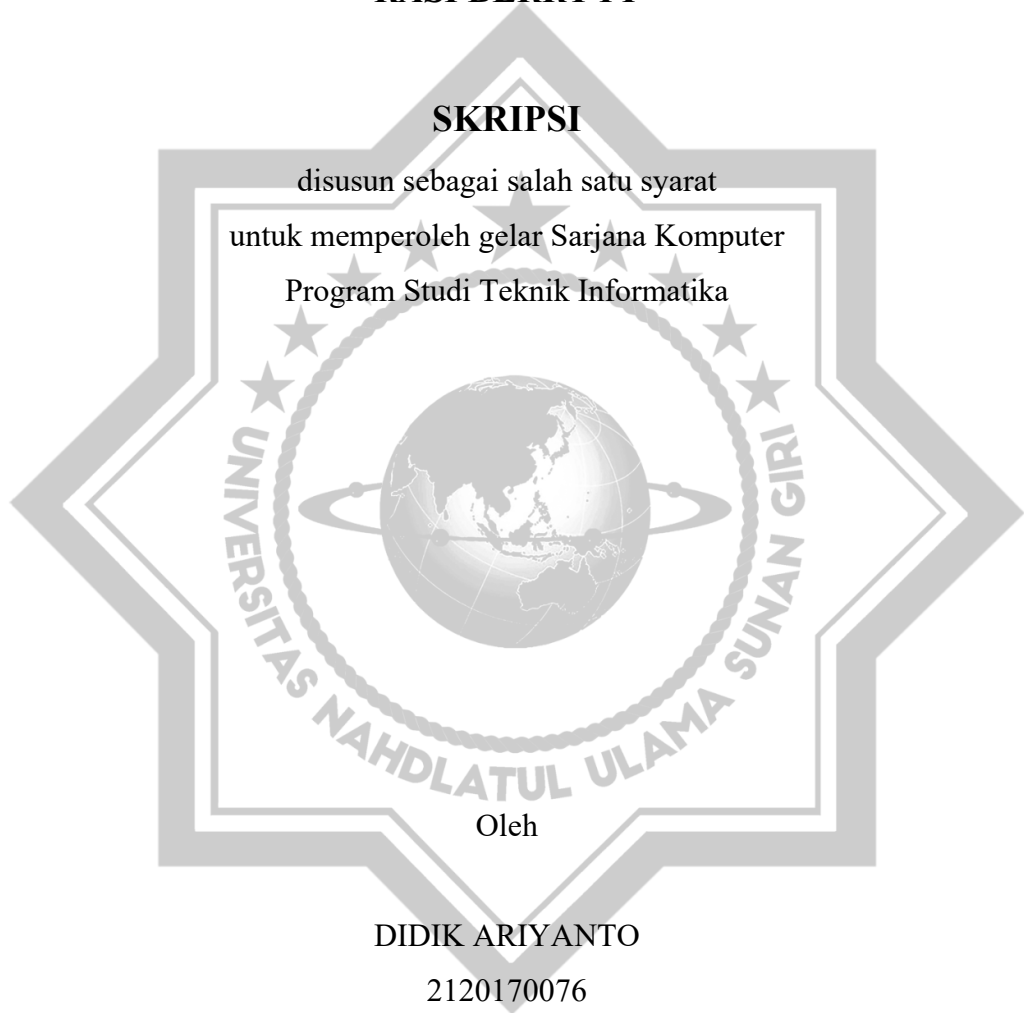 SKRIPSI
disusun sebagai salah satu syarat
untuk memperoleh gelar Sarjana Komputer
Program Studi Teknik Informatika
UNIVERSITAS NAHDLATUL ULAMA SUNAN GIRI
Oleh
DIDIK ARIYANTO
2120170076